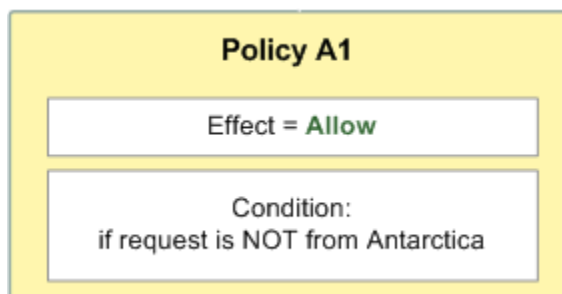 Policy A1
Effect = Allow
Condition:
if request is NOT from Antarctica